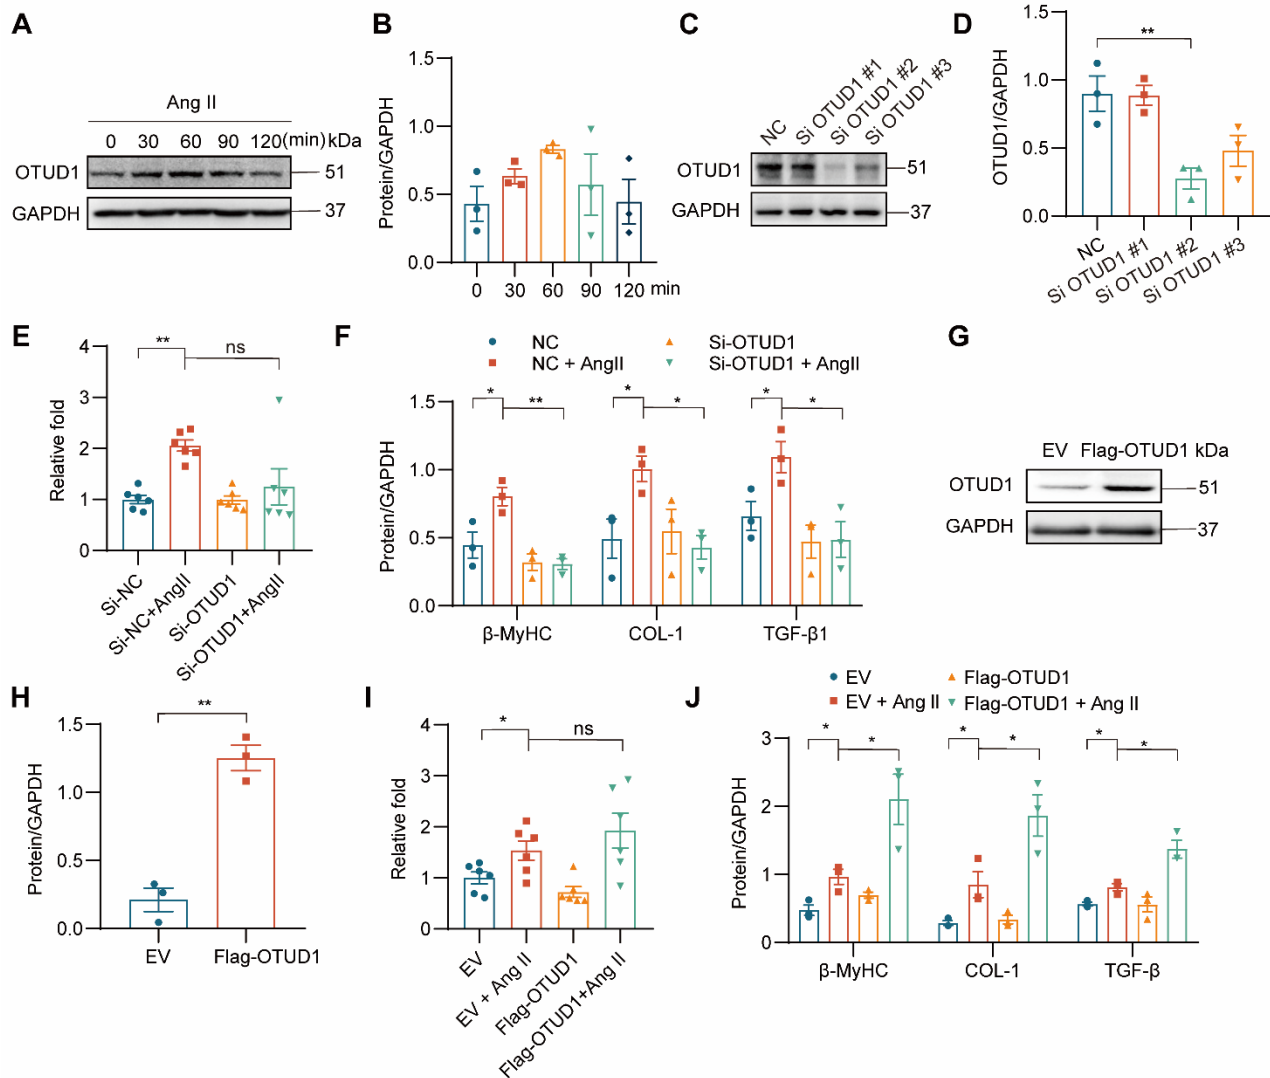 A
Ang II
0 30 60 90 120 (min) kDa
OTUD1 51
GAPDH 37
B
Protein/GAPDH
1.5
1.0
0.5
0.0
0 30 60 90 120 min
C
NC Si OTUD1 #1 Si OTUD1 #2 Si OTUD1 #3
OTUD1 51
GAPDH 37
D
OTUD1/GAPDH
1.5
1.0
0.5
0.0
**
NC Si OTUD1 #1 Si OTUD1 #2 Si OTUD1 #3
E
Relative fold
4
3
2
1
0
** ns
Si-NC Si-NC+AngII Si-OTUD1 Si-OTUD1+AngII
F
NC Si-OTUD1
NC + AngII Si-OTUD1 + AngII
Protein/GAPDH
1.5
1.0
0.5
0.0
* ** * * * *
β-MyHC COL-1 TGF-β1
G
EV Flag-OTUD1 kDa
OTUD1 51
GAPDH 37
H
Protein/GAPDH
1.5
1.0
0.5
0.0
**
EV Flag-OTUD1
I
Relative fold
4
3
2
1
0
* ns
EV EV + Ang II Flag-OTUD1 Flag-OTUD1+Ang II
J
EV Flag-OTUD1
EV + Ang II Flag-OTUD1 + Ang II
Protein/GAPDH
3
2
1
0
* * * * * *
β-MyHC COL-1 TGF-β